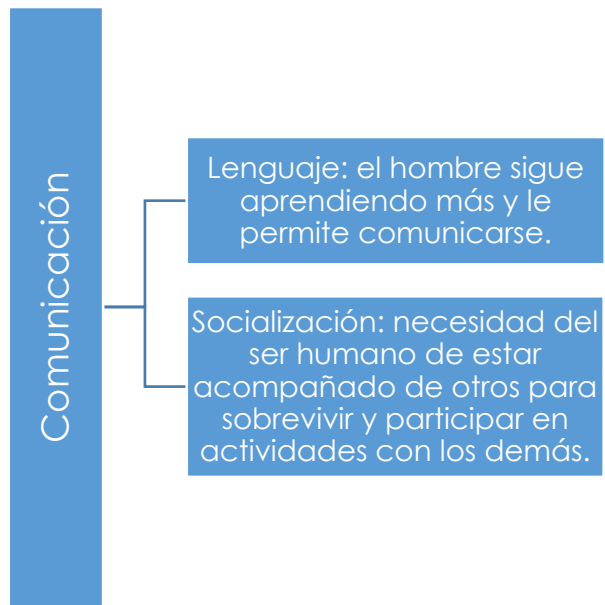 Comunicación
Lenguaje: el hombre sigue
aprendiendo más y le
permite comunicarse.
Socialización: necesidad del
ser humano de estar
acompañado de otros para
sobrevivir y participar en
actividades con los demás.